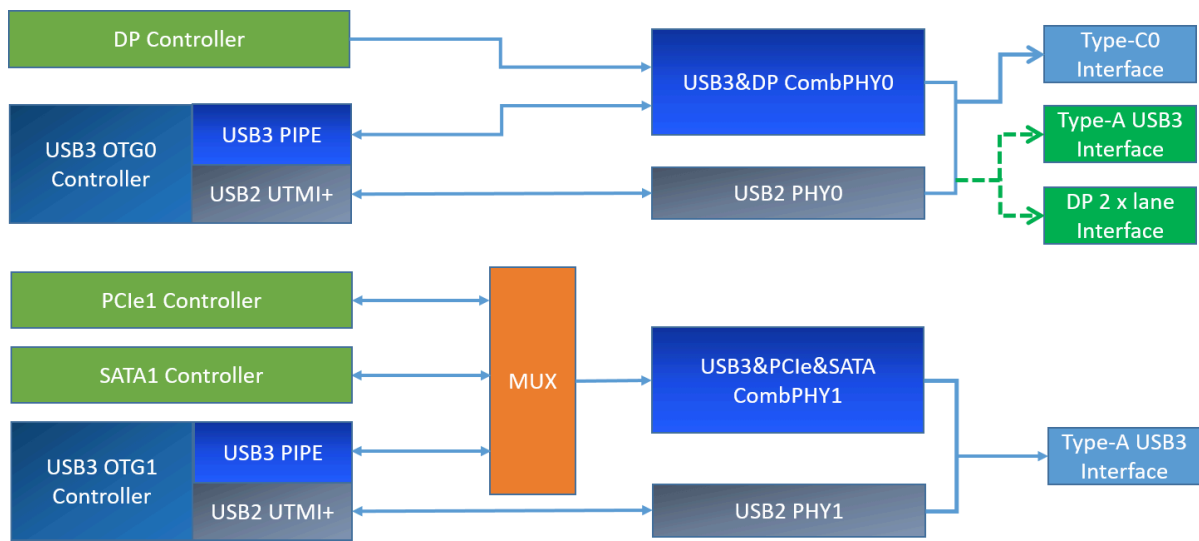 DP Controller
USB3&DP CombPHY0
Type-C0
Interface
USB3 OTG0
Controller
USB3 PIPE
USB2 UTMI+
USB2 PHY0
Type-A USB3
Interface
DP 2 x lane
Interface
PCIe1 Controller
SATA1 Controller
MUX
USB3&PCIe&SATA
CombPHY1
USB3 OTG1
Controller
USB3 PIPE
USB2 UTMI+
USB2 PHY1
Type-A USB3
Interface